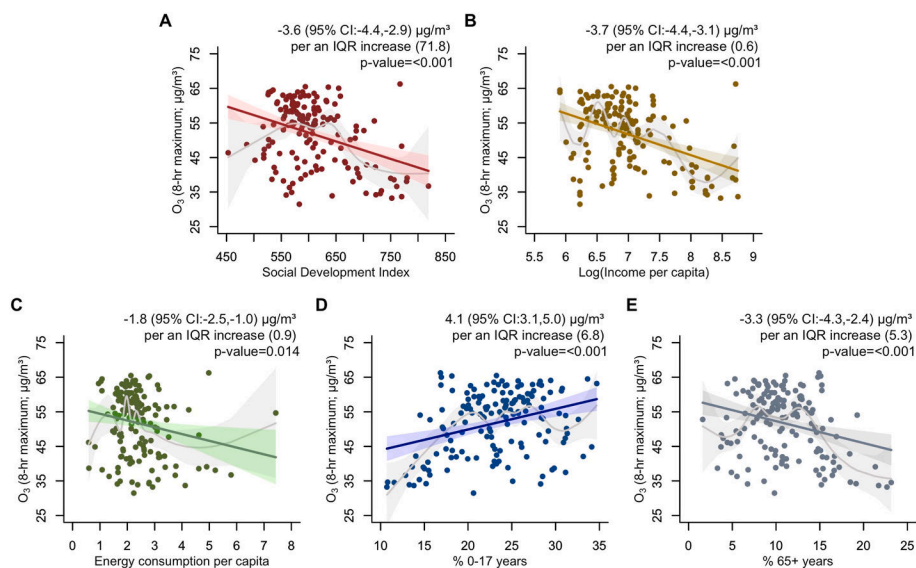 A
-3.6 (95% CI:-4.4,-2.9) µg/m³
per an IQR increase (71.8)
p-value=<0.001
O₃ (8-hr maximum; µg/m³)
75
65
55
45
35
25
450 550 650 750 850
Social Development Index
B
-3.7 (95% CI:-4.4,-3.1) µg/m³
per an IQR increase (0.6)
p-value=<0.001
O₃ (8-hr maximum; µg/m³)
75
65
55
45
35
25
5.5 6 6.5 7 7.5 8 8.5 9
Log(Income per capita)
C
-1.8 (95% CI:-2.5,-1.0) µg/m³
per an IQR increase (0.9)
p-value=0.014
O₃ (8-hr maximum; µg/m³)
75
65
55
45
35
25
0 1 2 3 4 5 6 7 8
Energy consumption per capita
D
4.1 (95% CI:3.1,5.0) µg/m³
per an IQR increase (6.8)
p-value=<0.001
O₃ (8-hr maximum; µg/m³)
75
65
55
45
35
25
10 15 20 25 30 35
% 0-17 years
E
-3.3 (95% CI:-4.3,-2.4) µg/m³
per an IQR increase (5.3)
p-value=<0.001
O₃ (8-hr maximum; µg/m³)
75
65
55
45
35
25
0 5 10 15 20 25
% 65+ years